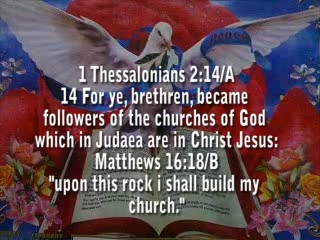 1 Thessalonians 2:14/A
14 For ye, brethren, became
followers of the churches of God
which in Judaea are in Christ Jesus:
Matthews 16:18/B
"upon this rock i shall build my
church."